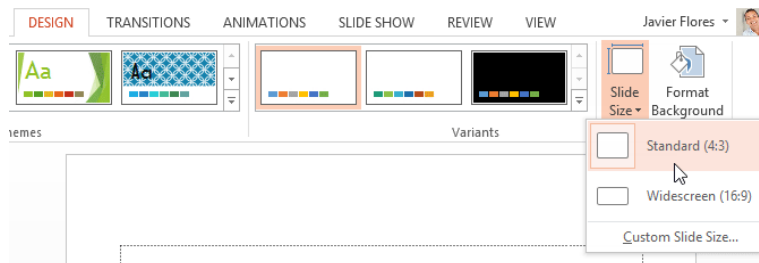 DESIGN TRANSITIONS ANIMATIONS SLIDE SHOW REVIEW VIEW Javier Flores
Aa Aa
Slide Format
Size Background
hemes Variants
Standard (4:3)
Widescreen (16:9)
Custom Slide Size...